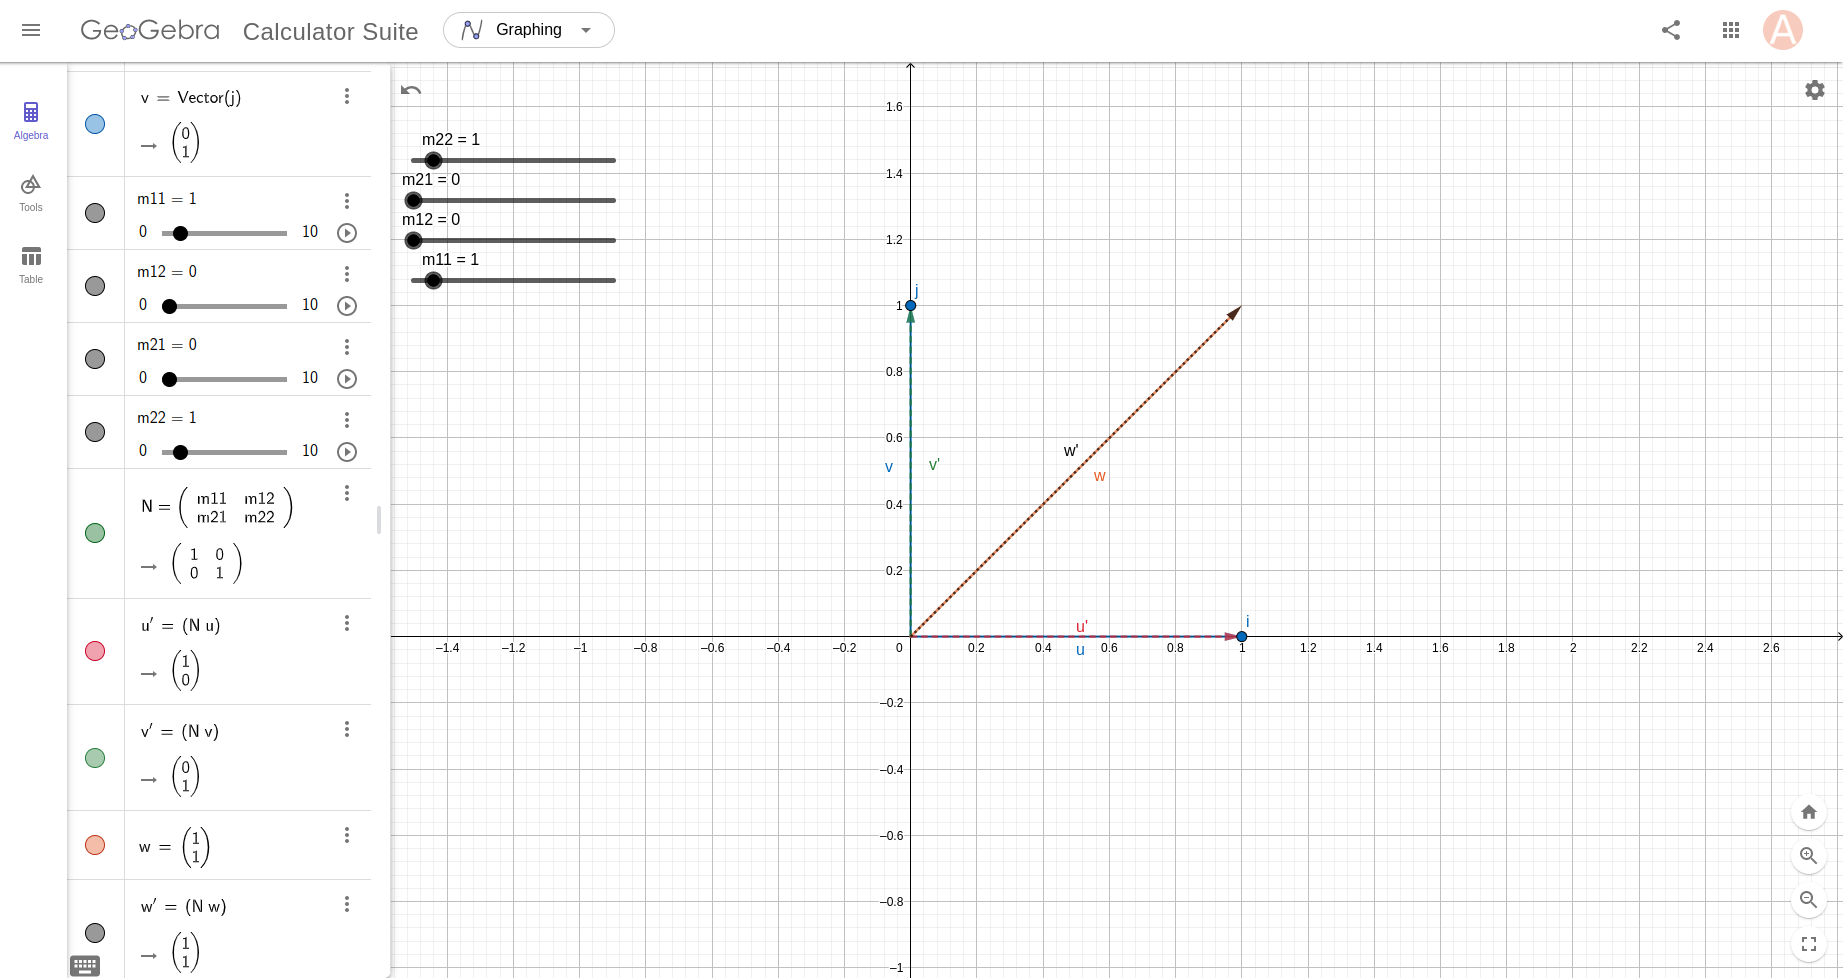 GeoGebra Calculator Suite Graphing A
Algebra
Tools
Table
v = Vector(j)
→ (0
1)
m11 = 1
0 10
m12 = 0
0 10
m21 = 0
0 10
m22 = 1
0 10
N = (m11 m12
m21 m22)
→ (1 0
0 1)
u′ = (N u)
→ (1
0)
v′ = (N v)
→ (0
1)
w = (1
1)
w′ = (N w)
→ (1
1)
m22 = 1
m21 = 0
m12 = 0
m11 = 1
1.6
1.4
1.2
j
1
0.8
0.6
w'
v v'
w
0.4
0.2
i
u'
–1.4 –1.2 –1 –0.8 –0.6 –0.4 –0.2 0 0.2 0.4 0.6 0.8 1 1.2 1.4 1.6 1.8 2 2.2 2.4 2.6
u
–0.2
–0.4
–0.6
–0.8
–1